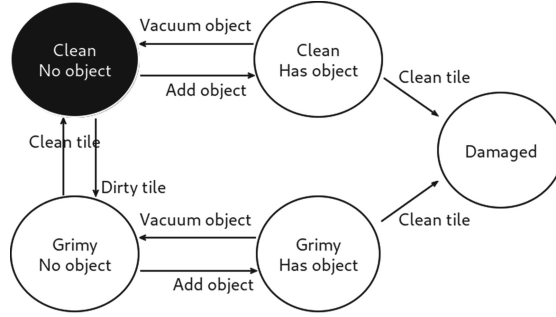 Vacuum object
Clean
No object
Clean
Has object
Add object
Clean tile
Damaged
Clean tile
Dirty tile
Vacuum object
Clean tile
Grimy
No object
Grimy
Has object
Add object